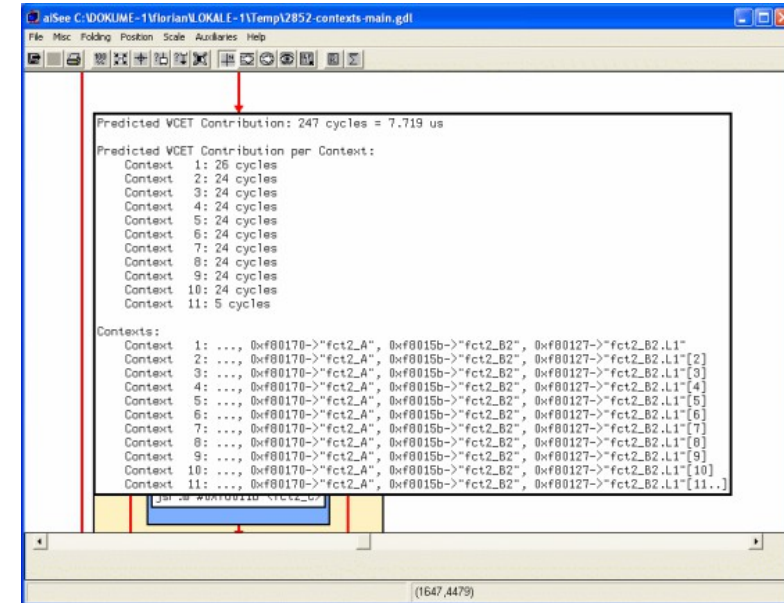 aiSee C:\DOKUME~1\florian\LOKALE~1\Temp\2852-contexts-main.gdl
File Misc Folding Position Scale Auxiliaries Help
Predicted WCET Contribution: 247 cycles = 7.719 us
Predicted WCET Contribution per Context:
Context 1: 26 cycles
Context 2: 24 cycles
Context 3: 24 cycles
Context 4: 24 cycles
Context 5: 24 cycles
Context 6: 24 cycles
Context 7: 24 cycles
Context 8: 24 cycles
Context 9: 24 cycles
Context 10: 24 cycles
Context 11: 5 cycles
Contexts:
Context 1: ..., 0xf80170->"fct2_A", 0xf8015b->"fct2_B2", 0xf80127->"fct2_B2.L1"
Context 2: ..., 0xf80170->"fct2_A", 0xf8015b->"fct2_B2", 0xf80127->"fct2_B2.L1"[2]
Context 3: ..., 0xf80170->"fct2_A", 0xf8015b->"fct2_B2", 0xf80127->"fct2_B2.L1"[3]
Context 4: ..., 0xf80170->"fct2_A", 0xf8015b->"fct2_B2", 0xf80127->"fct2_B2.L1"[4]
Context 5: ..., 0xf80170->"fct2_A", 0xf8015b->"fct2_B2", 0xf80127->"fct2_B2.L1"[5]
Context 6: ..., 0xf80170->"fct2_A", 0xf8015b->"fct2_B2", 0xf80127->"fct2_B2.L1"[6]
Context 7: ..., 0xf80170->"fct2_A", 0xf8015b->"fct2_B2", 0xf80127->"fct2_B2.L1"[7]
Context 8: ..., 0xf80170->"fct2_A", 0xf8015b->"fct2_B2", 0xf80127->"fct2_B2.L1"[8]
Context 9: ..., 0xf80170->"fct2_A", 0xf8015b->"fct2_B2", 0xf80127->"fct2_B2.L1"[9]
Context 10: ..., 0xf80170->"fct2_A", 0xf8015b->"fct2_B2", 0xf80127->"fct2_B2.L1"[10]
Context 11: ..., 0xf80170->"fct2_A", 0xf8015b->"fct2_B2", 0xf80127->"fct2_B2.L1"[11..]
(1647,4479)